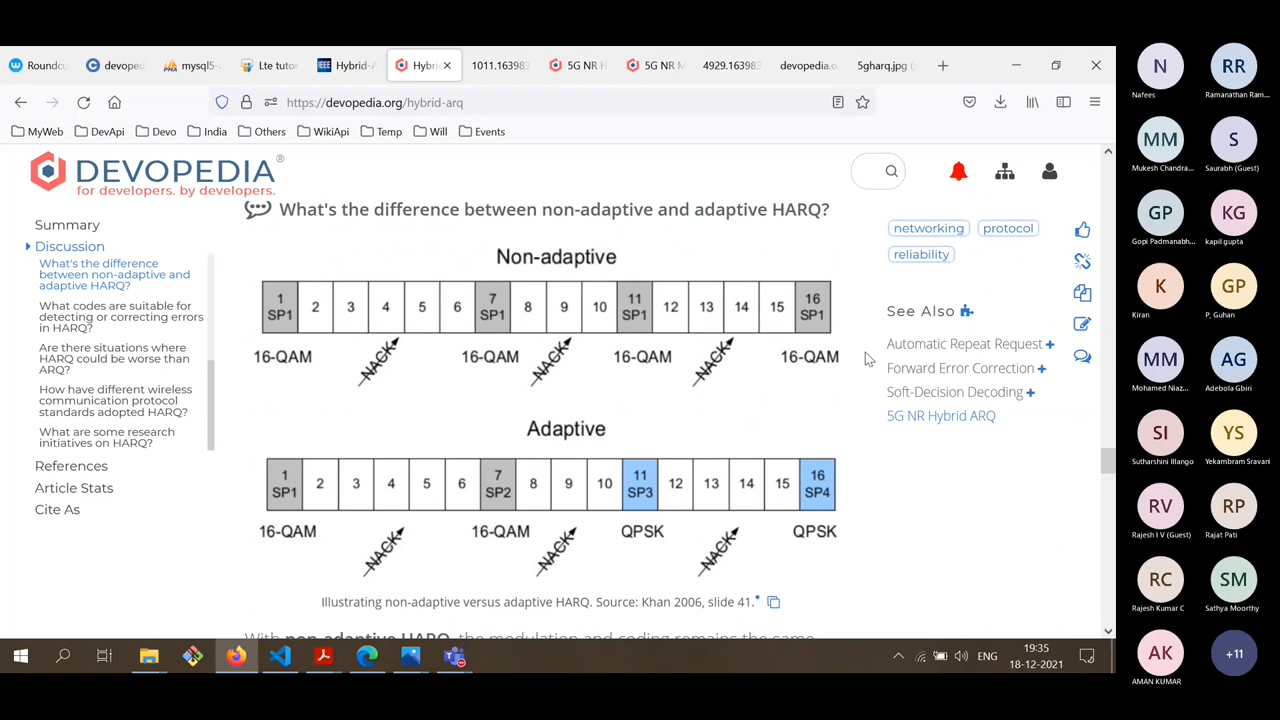 Roundcu
devoped
mysql5-
Lte tutor
Hybrid-A
Hybri
1011.163983
5G NR H
5G NR M
4929.163983
devopedia.o
5gharq.jpg (
https://devopedia.org/hybrid-arq
MyWeb
DevApi
Devo
India
Others
WikiApi
Temp
Will
Events
DEVOPEDIA®
for developers. by developers.
Summary
Discussion
What's the difference
between non-adaptive and
adaptive HARQ?
What codes are suitable for
detecting or correcting errors
in HARQ?
Are there situations where
HARQ could be worse than
ARQ?
How have different wireless
communication protocol
standards adopted HARQ?
What are some research
initiatives on HARQ?
References
Article Stats
Cite As
What's the difference between non-adaptive and adaptive HARQ?
Non-adaptive
1 2 3 4 5 6 7 8 9 10 11 12 13 14 15 16
SP1 SP1 SP1 SP1
16-QAM 16-QAM 16-QAM 16-QAM
NACK NACK NACK
Adaptive
1 2 3 4 5 6 7 8 9 10 11 12 13 14 15 16
SP1 SP2 SP3 SP4
16-QAM 16-QAM QPSK QPSK
NACK NACK NACK
Illustrating non-adaptive versus adaptive HARQ. Source: Khan 2006, slide 41.*
With non-adaptive HARQ, the modulation and coding remains the same
networking
protocol
reliability
See Also
Automatic Repeat Request +
Forward Error Correction +
Soft-Decision Decoding +
5G NR Hybrid ARQ
ENG
19:35
18-12-2021
N
Nafees
RR
Ramanathan Ram...
MM
Mukesh Chandra...
S
Saurabh (Guest)
GP
Gopi Padmanabh...
KG
kapil gupta
K
Kiran
GP
P, Guhan
MM
Mohamed Niaz...
AG
Adebola Gbiri
SI
Sutharshini Illango
YS
Yekambram Sravani
RV
Rajesh I V (Guest)
RP
Rajat Pati
RC
Rajesh Kumar C
SM
Sathya Moorthy
AK
AMAN KUMAR
+11